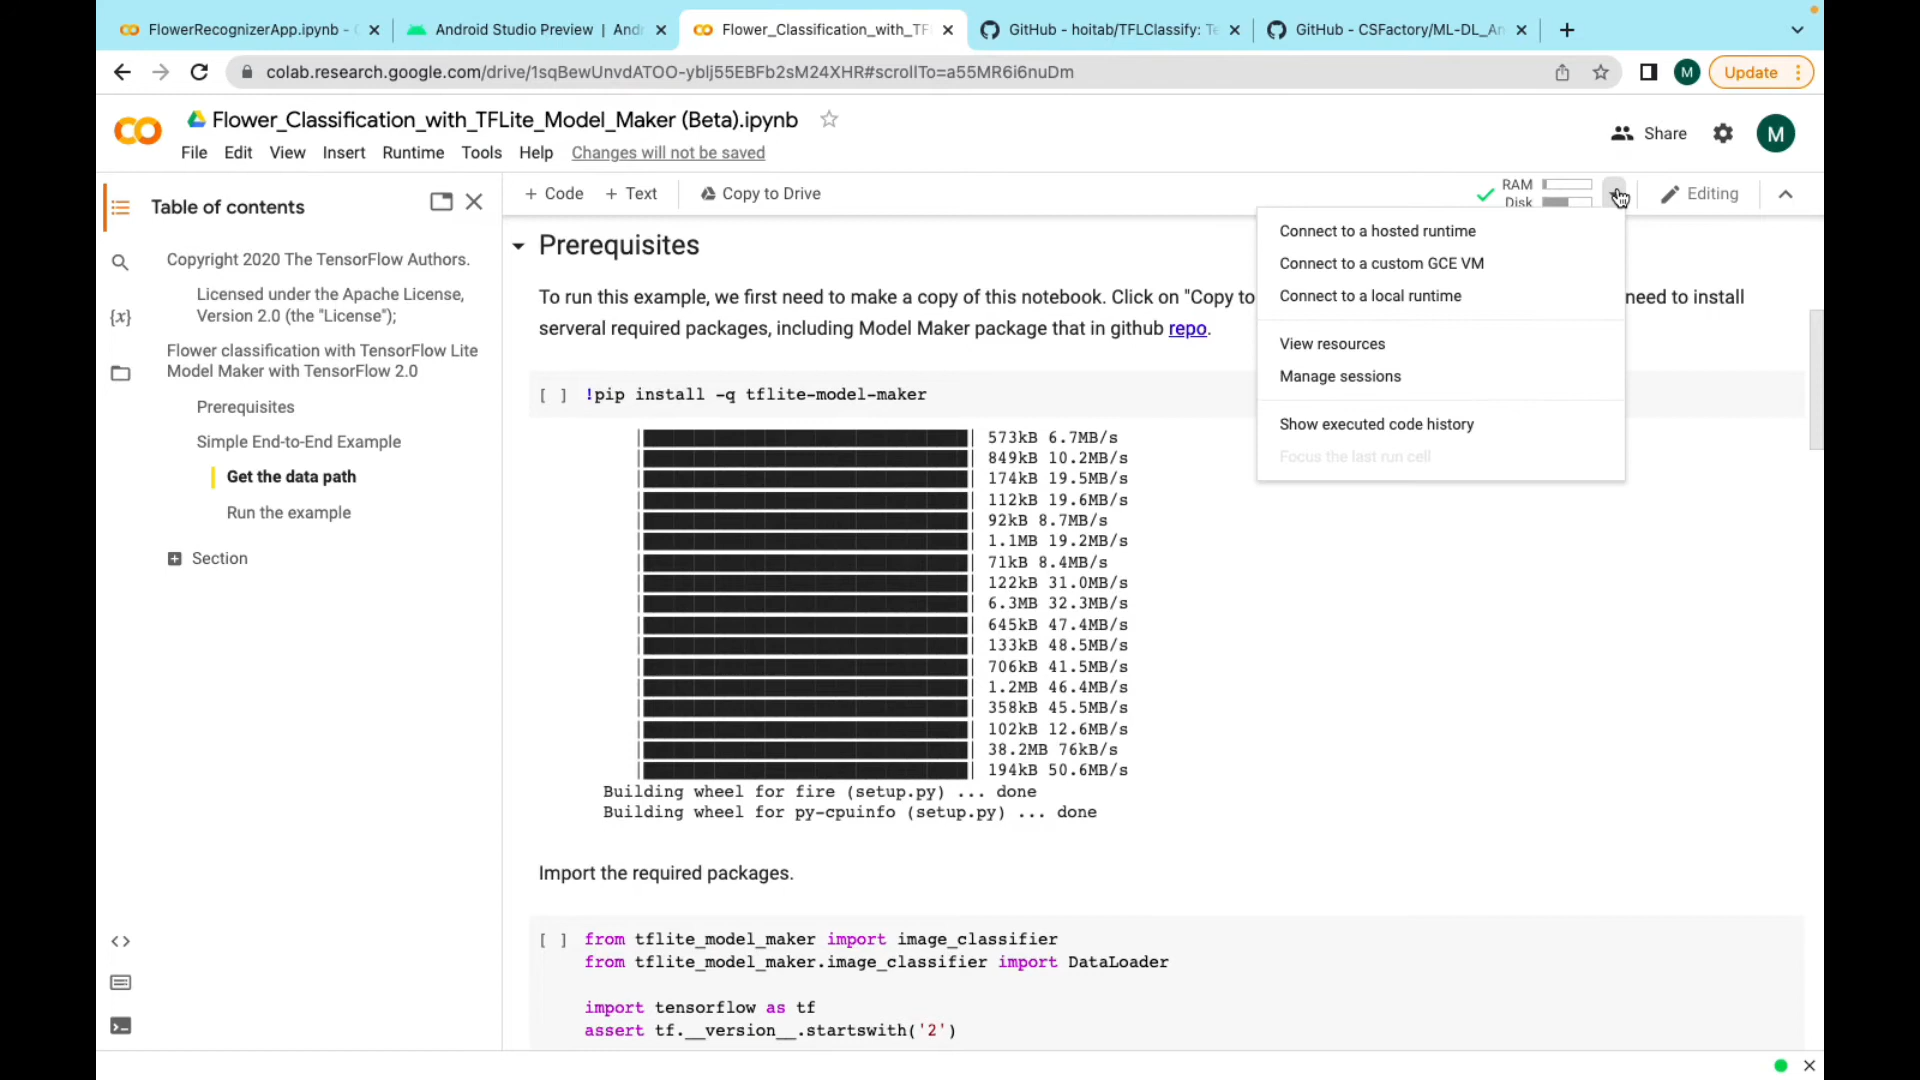 FlowerRecognizerApp.ipynb -
Android Studio Preview | And
Flower_Classification_with_TF
GitHub - hoitab/TFLClassify: Te
GitHub - CSFactory/ML-DL_An
colab.research.google.com/drive/1sqBewUnvdATOO-yblj55EBFb2sM24XHR#scrollTo=a55MR6i6nuDm
M
Update
Flower_Classification_with_TFLite_Model_Maker (Beta).ipynb
File Edit View Insert Runtime Tools Help Changes will not be saved
Share
M
Table of contents
+ Code + Text
Copy to Drive
RAM
Disk
Editing
Copyright 2020 The TensorFlow Authors.
Licensed under the Apache License,
Version 2.0 (the "License");
Flower classification with TensorFlow Lite
Model Maker with TensorFlow 2.0
Prerequisites
Simple End-to-End Example
Get the data path
Run the example
Section
{x}
Prerequisites
To run this example, we first need to make a copy of this notebook. Click on "Copy to need to install
serveral required packages, including Model Maker package that in github repo.
Connect to a hosted runtime
Connect to a custom GCE VM
Connect to a local runtime
View resources
Manage sessions
Show executed code history
Focus the last run cell
[ ] !pip install -q tflite-model-maker
573kB 6.7MB/s
849kB 10.2MB/s
174kB 19.5MB/s
112kB 19.6MB/s
92kB 8.7MB/s
1.1MB 19.2MB/s
71kB 8.4MB/s
122kB 31.0MB/s
6.3MB 32.3MB/s
645kB 47.4MB/s
133kB 48.5MB/s
706kB 41.5MB/s
1.2MB 46.4MB/s
358kB 45.5MB/s
102kB 12.6MB/s
38.2MB 76kB/s
194kB 50.6MB/s
Building wheel for fire (setup.py) ... done
Building wheel for py-cpuinfo (setup.py) ... done
Import the required packages.
[ ] from tflite_model_maker import image_classifier
from tflite_model_maker.image_classifier import DataLoader
import tensorflow as tf
assert tf.__version__.startswith('2')